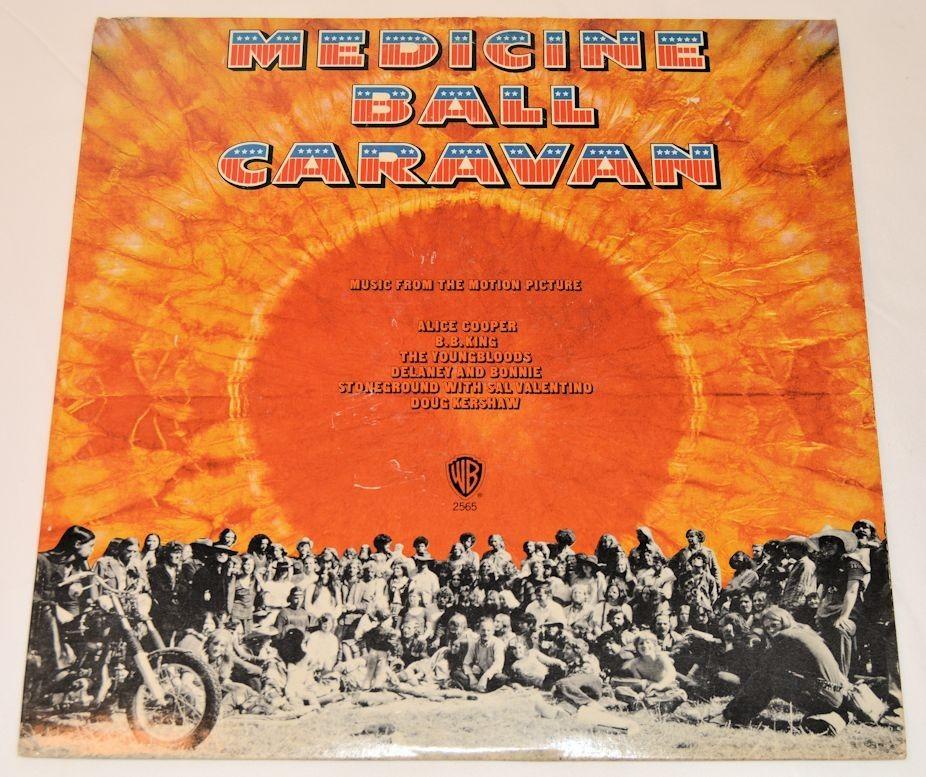 MEDICINE
BALL
CARAVAN
MUSIC FROM THE MOTION PICTURE
ALICE COOPER
B.B. KING
THE YOUNGBLOODS
DELANEY AND BONNIE
STONEGROUND WITH SAL VALENTINO
DOUG KERSHAW
WB
®
2565